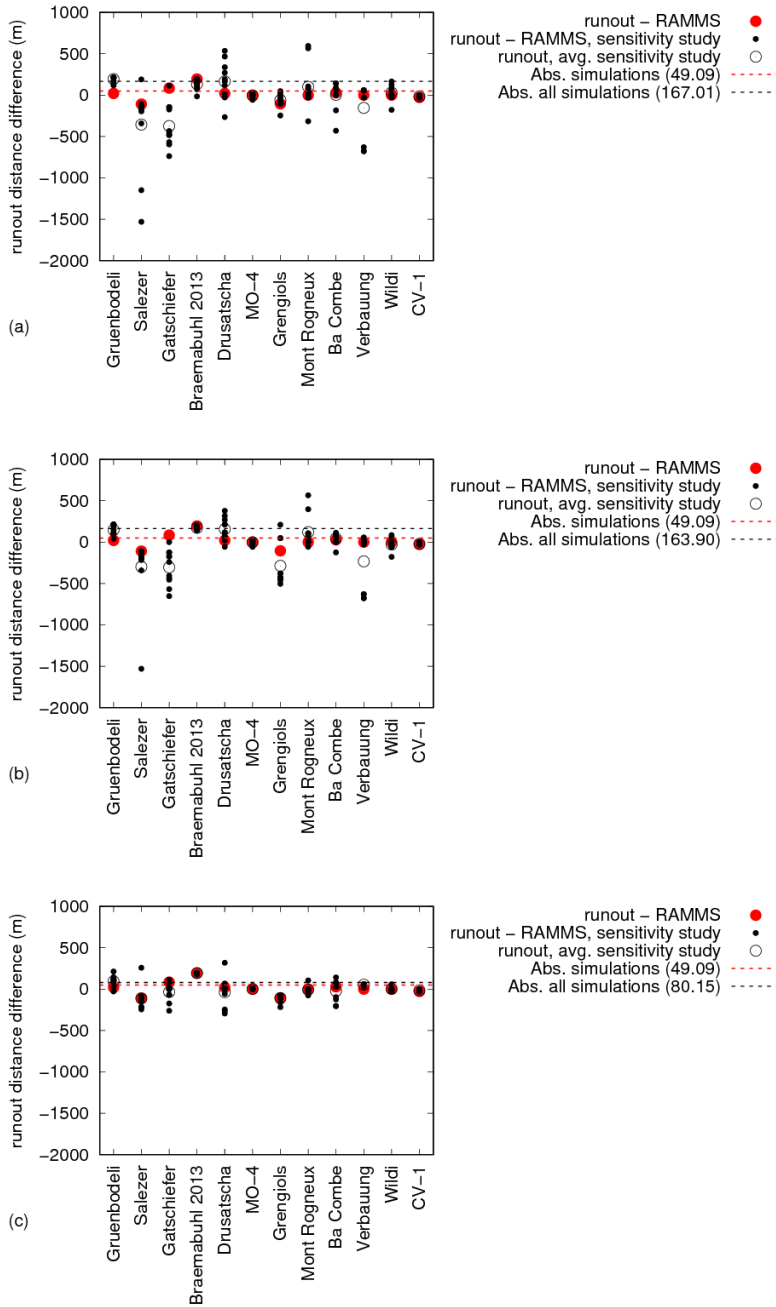 1000
500
0
−500
−1000
−1500
−2000
runout distance difference (m)
Gruenbodeli
Salezer
Gatschiefer
Braemabuhl 2013
Drusatscha
MO−4
Grengiols
Mont Rogneux
Ba Combe
Verbauung
Wildi
CV−1
runout − RAMMS
runout − RAMMS, sensitivity study
runout, avg. sensitivity study
Abs. simulations (49.09)
Abs. all simulations (167.01)
(a)
1000
500
0
−500
−1000
−1500
−2000
runout distance difference (m)
Gruenbodeli
Salezer
Gatschiefer
Braemabuhl 2013
Drusatscha
MO−4
Grengiols
Mont Rogneux
Ba Combe
Verbauung
Wildi
CV−1
runout − RAMMS
runout − RAMMS, sensitivity study
runout, avg. sensitivity study
Abs. simulations (49.09)
Abs. all simulations (163.90)
(b)
1000
500
0
−500
−1000
−1500
−2000
runout distance difference (m)
Gruenbodeli
Salezer
Gatschiefer
Braemabuhl 2013
Drusatscha
MO−4
Grengiols
Mont Rogneux
Ba Combe
Verbauung
Wildi
CV−1
runout − RAMMS
runout − RAMMS, sensitivity study
runout, avg. sensitivity study
Abs. simulations (49.09)
Abs. all simulations (80.15)
(c)